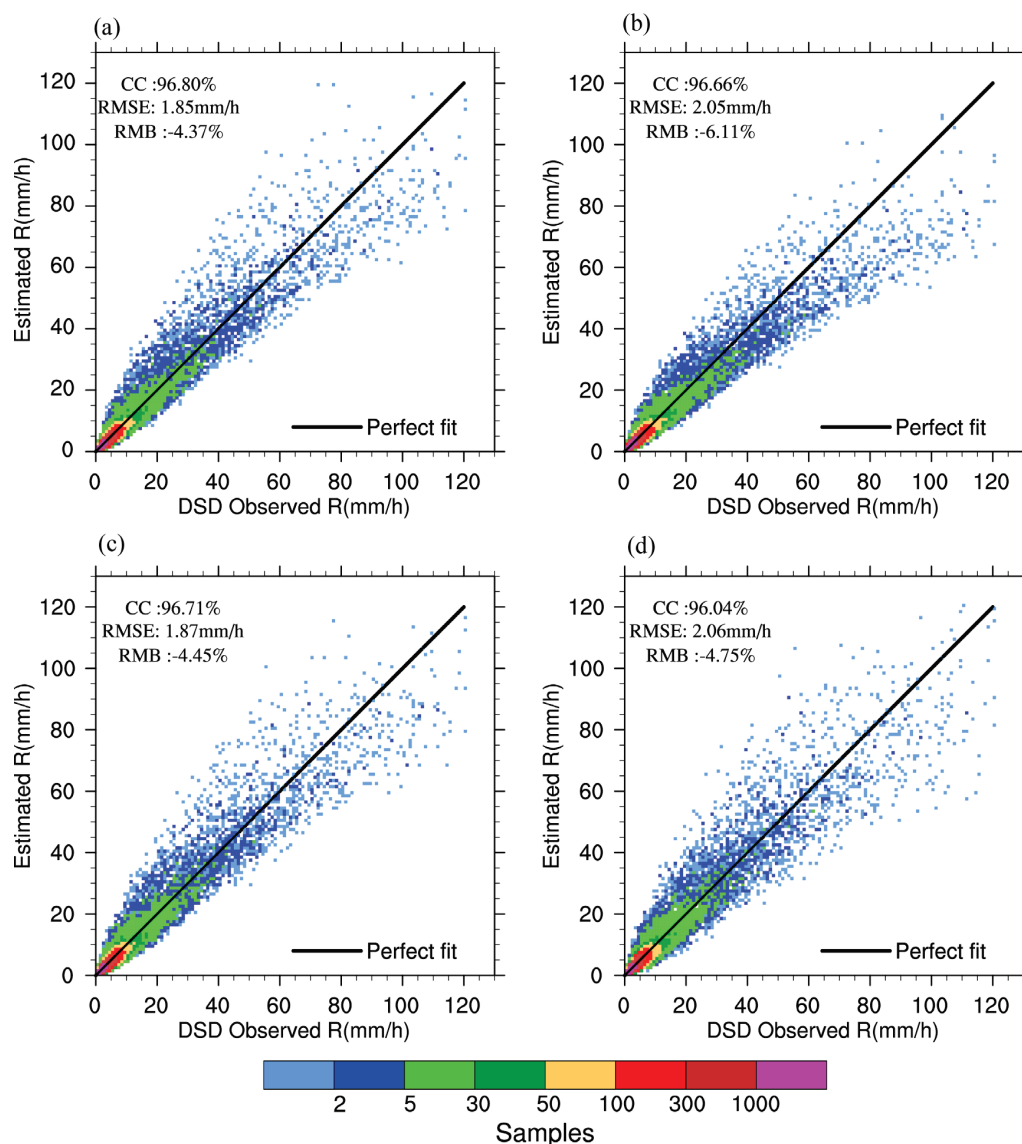 (a)
CC :96.80%
RMSE: 1.85mm/h
RMB :-4.37%
Estimated R(mm/h)
120
100
80
60
40
20
0
Perfect fit
0 20 40 60 80 100 120
DSD Observed R(mm/h)
(b)
CC :96.66%
RMSE: 2.05mm/h
RMB :-6.11%
Estimated R(mm/h)
120
100
80
60
40
20
0
Perfect fit
0 20 40 60 80 100 120
DSD Observed R(mm/h)
(c)
CC :96.71%
RMSE: 1.87mm/h
RMB :-4.45%
Estimated R(mm/h)
120
100
80
60
40
20
0
Perfect fit
0 20 40 60 80 100 120
DSD Observed R(mm/h)
(d)
CC :96.04%
RMSE: 2.06mm/h
RMB :-4.75%
Estimated R(mm/h)
120
100
80
60
40
20
0
Perfect fit
0 20 40 60 80 100 120
DSD Observed R(mm/h)
2 5 30 50 100 300 1000
Samples